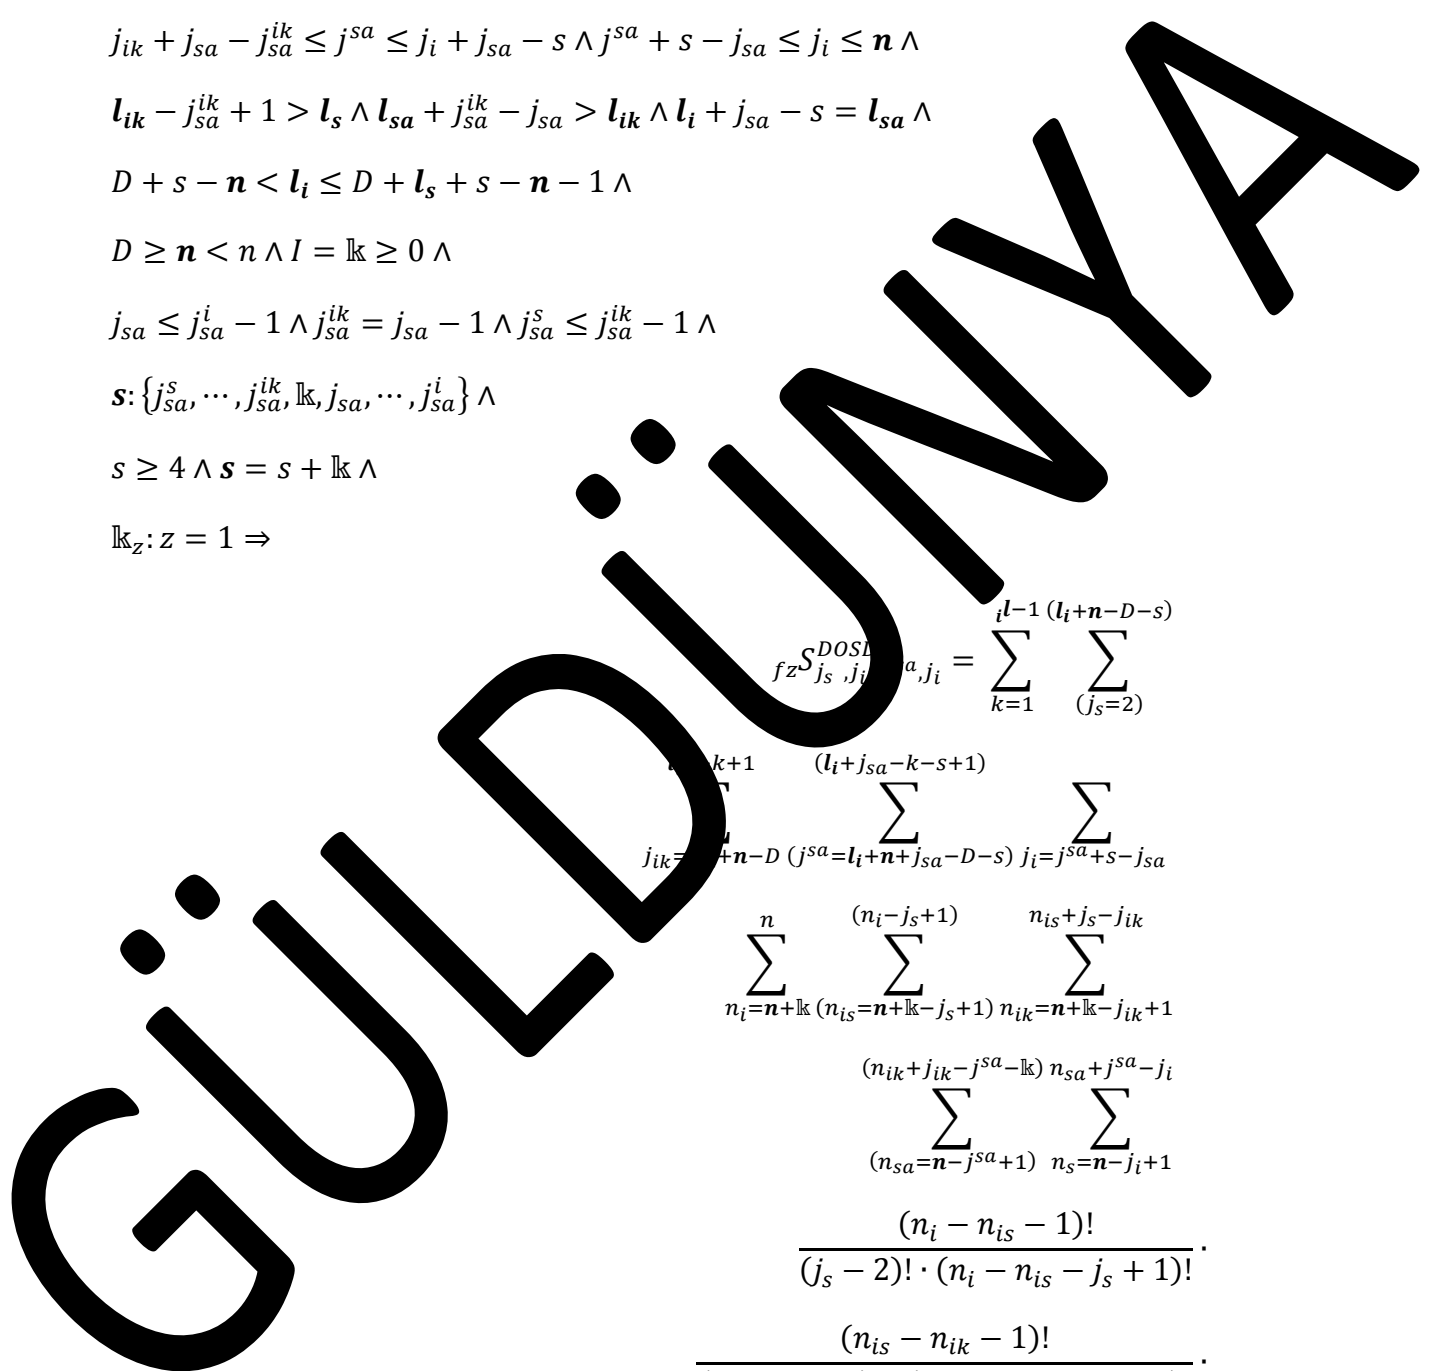 j_{ik} + j_{sa} − j_{sa}^{ik} ≤ j^{sa} ≤ j_i + j_{sa} − s ∧ j^{sa} + s − j_{sa} ≤ j_i ≤ n ∧
l_{ik} − j_{sa}^{ik} + 1 > l_s ∧ l_{sa} + j_{sa}^{ik} − j_{sa} > l_{ik} ∧ l_i + j_{sa} − s = l_{sa} ∧
D + s − n < l_i ≤ D + l_s + s − n − 1 ∧
D ≥ n < n ∧ I = 𝕜 ≥ 0 ∧
j_{sa} ≤ j_{sa}^{i} − 1 ∧ j_{sa}^{ik} = j_{sa} − 1 ∧ j_{sa}^{s} ≤ j_{sa}^{ik} − 1 ∧
s: {j_{sa}^{s}, ⋯, j_{sa}^{ik}, 𝕜, j_{sa}, ⋯, j_{sa}^{i}} ∧
s ≥ 4 ∧ s = s + 𝕜 ∧
𝕜_z: z = 1 ⇒
= ∑_{k=1}^{_il−1} ∑_{(j_s=2)}^{(l_i+n−D−s)}
∑_{(j^{sa}=l_i+n+j_{sa}−D−s)}^{(l_i+j_{sa}−k−s+1)} ∑_{j_i=j^{sa}+s−j_{sa}}
∑_{n_i=n+𝕜}^{n} ∑_{(n_{is}=n+𝕜−j_s+1)}^{(n_i−j_s+1)} ∑_{n_{ik}=n+𝕜−j_{ik}+1}^{n_{is}+j_s−j_{ik}}
∑_{(n_{sa}=n−j^{sa}+1)}^{(n_{ik}+j_{ik}−j^{sa}−𝕜)} ∑_{n_s=n−j_i+1}^{n_{sa}+j^{sa}−j_i}
(n_i − n_{is} − 1)!
(j_s − 2)! · (n_i − n_{is} − j_s + 1)! ·
(n_{is} − n_{ik} − 1)! ·
GÜLDÜNYA